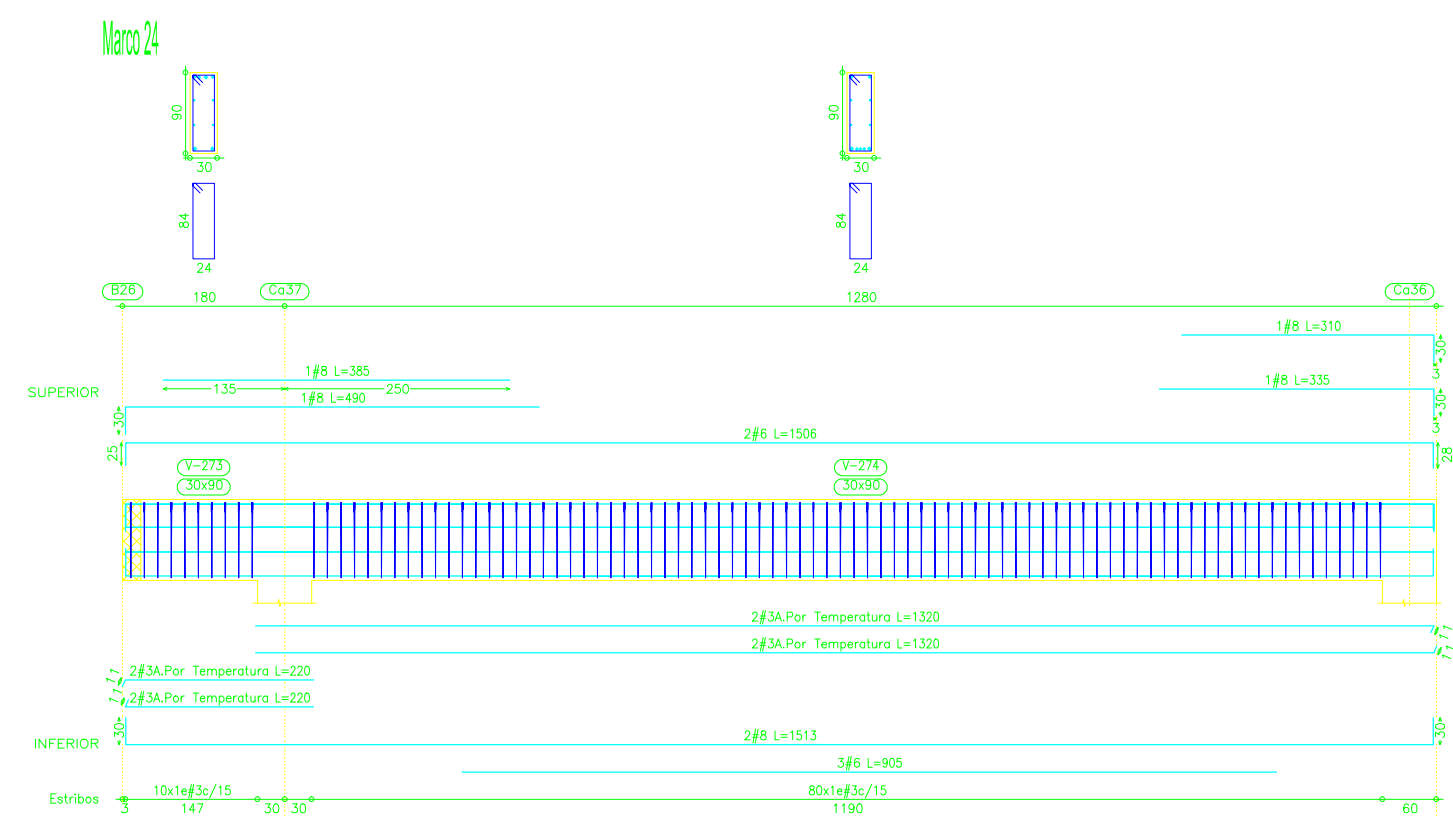 Marco 24
90
30
90
30
84
24
84
24
B26
180
Ca37
1280
Ca36
1#8 L=310
30
3
1#8 L=385
135
250
1#8 L=335
30
3
SUPERIOR
1#8 L=490
30
2#6 L=1506
25
28
V-273
30x90
V-274
30x90
2#3A.Por Temperatura L=1320
11
2#3A.Por Temperatura L=1320
11
2#3A.Por Temperatura L=220
11
2#3A.Por Temperatura L=220
11
30
INFERIOR
2#8 L=1513
30
3#6 L=905
Estribos
10x1e#3c/15
80x1e#3c/15
3
147
30
30
1190
60